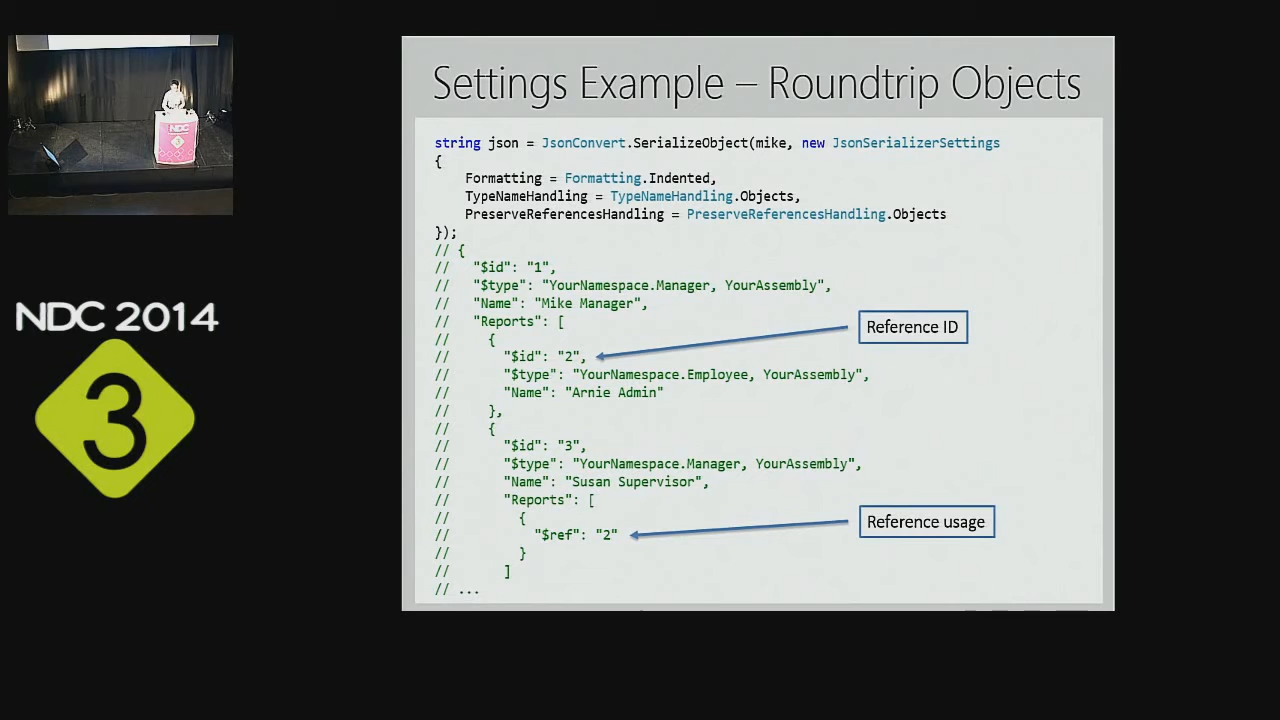 NDC
3
NDC 2014
3
Settings Example – Roundtrip Objects
string json = JsonConvert.SerializeObject(mike, new JsonSerializerSettings
{
    Formatting = Formatting.Indented,
    TypeNameHandling = TypeNameHandling.Objects,
    PreserveReferencesHandling = PreserveReferencesHandling.Objects
});
// {
//   "$id": "1",
//   "$type": "YourNamespace.Manager, YourAssembly",
//   "Name": "Mike Manager",
//   "Reports": [
//     {
//       "$id": "2",
//       "$type": "YourNamespace.Employee, YourAssembly",
//       "Name": "Arnie Admin"
//     },
//     {
//       "$id": "3",
//       "$type": "YourNamespace.Manager, YourAssembly",
//       "Name": "Susan Supervisor",
//       "Reports": [
//         {
//           "$ref": "2"
//         }
//       ]
// ...
Reference ID
Reference usage